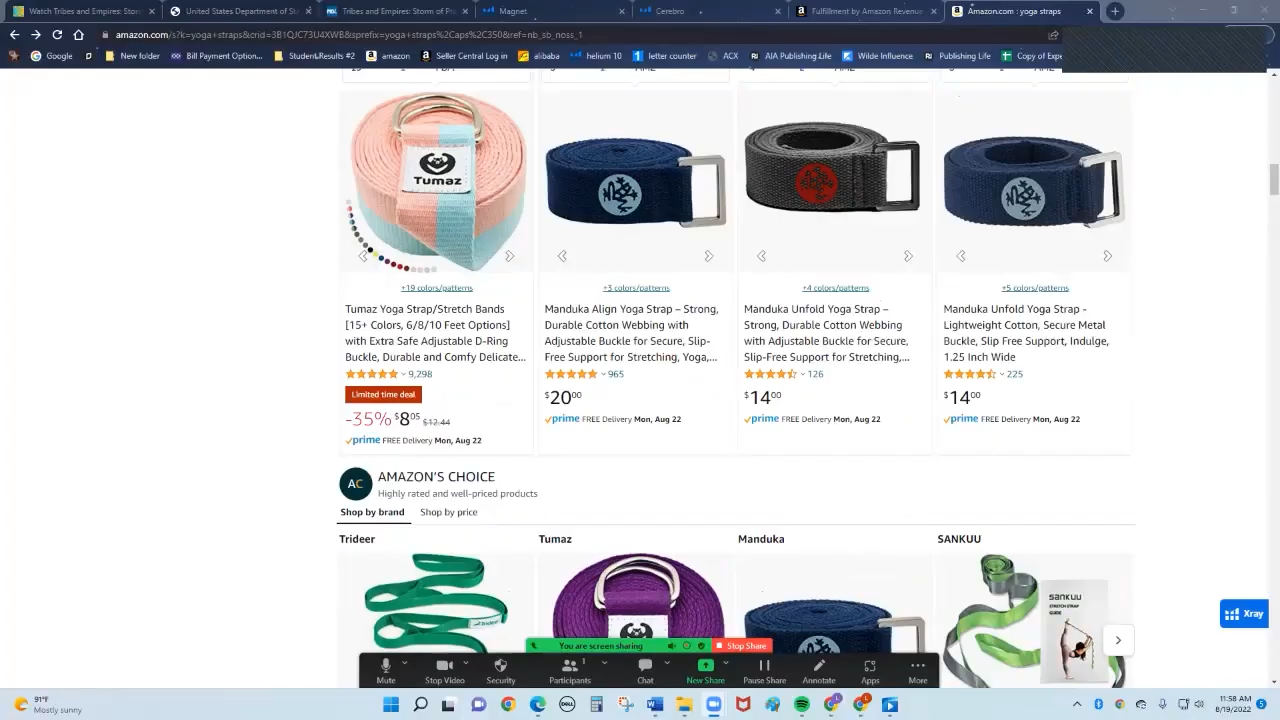 Watch Tribes and Empires: Stor
United States Department of St
Tribes and Empires: Storm of Pr
Magnet
Cerebro
Fulfillment by Amazon Revenue
Amazon.com : yoga straps
amazon.com/s?k=yoga+straps&crid=3B1QJC73U4XWB&sprefix=yoga+straps%2Caps%2C350&ref=nb_sb_noss_1
Google
New folder
Bill Payment Option...
Student Results #2
amazon
Seller Central Log in
alibaba
helium 10
letter counter
ACX
AIA Publishing Life
Wilde Influence
Publishing Life
Copy of Expe
Tumaz
+19 colors/patterns
+3 colors/patterns
+4 colors/patterns
+5 colors/patterns
Tumaz Yoga Strap/Stretch Bands
[15+ Colors, 6/8/10 Feet Options]
with Extra Safe Adjustable D-Ring
Buckle, Durable and Comfy Delicate...
9,298
Limited time deal
-35% $805 $12.44
prime FREE Delivery Mon, Aug 22
Manduka Align Yoga Strap – Strong,
Durable Cotton Webbing with
Adjustable Buckle for Secure, Slip-
Free Support for Stretching, Yoga,...
965
$2000
prime FREE Delivery Mon, Aug 22
Manduka Unfold Yoga Strap –
Strong, Durable Cotton Webbing
with Adjustable Buckle for Secure,
Slip-Free Support for Stretching,...
126
$1400
prime FREE Delivery Mon, Aug 22
Manduka Unfold Yoga Strap -
Lightweight Cotton, Secure Metal
Buckle, Slip Free Support, Indulge,
1.25 Inch Wide
225
$1400
prime FREE Delivery Mon, Aug 22
AC
AMAZON'S CHOICE
Highly rated and well-priced products
Shop by brand
Shop by price
Trideer
Tumaz
Manduka
SANKUU
SANKUU
STRETCH STRAP
GUIDE
Xray
You are screen sharing
Stop Share
Mute
Stop Video
Security
Participants
1
Chat
New Share
Pause Share
Annotate
Apps
More
91°F
Mostly sunny
11:58 AM
8/19/2022
5